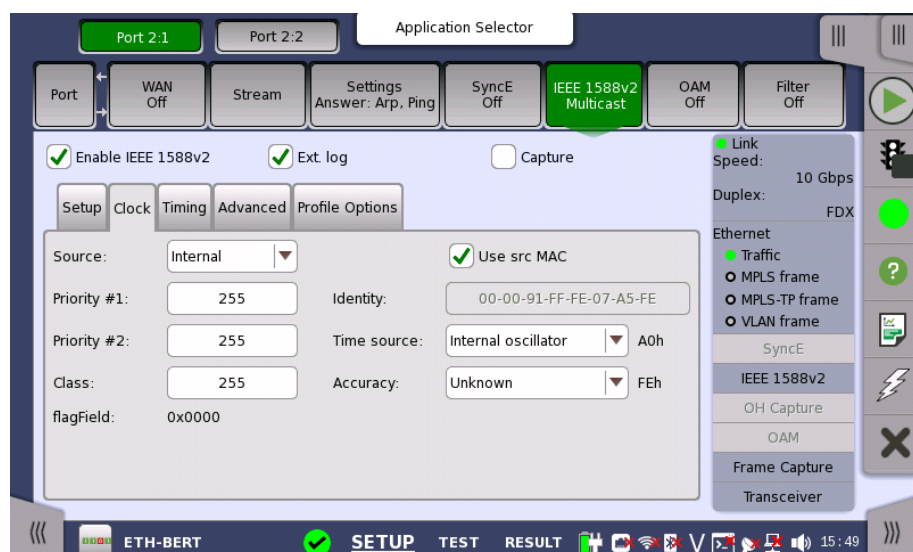 Port 2:1 Port 2:2 Application Selector
Port WAN Off Stream Settings Answer: Arp, Ping SyncE Off IEEE 1588v2 Multicast OAM Off Filter Off
Enable IEEE 1588v2 Ext. log Capture
Setup Clock Timing Advanced Profile Options
Source: Internal Use src MAC
Priority #1: 255 Identity: 00-00-91-FF-FE-07-A5-FE
Priority #2: 255 Time source: Internal oscillator A0h
Class: 255 Accuracy: Unknown FEh
flagField: 0x0000
Link
Speed:
10 Gbps
Duplex:
FDX
Ethernet
Traffic
MPLS frame
MPLS-TP frame
VLAN frame
SyncE
IEEE 1588v2
OH Capture
OAM
Frame Capture
Transceiver
ETH-BERT SETUP TEST RESULT 15:49